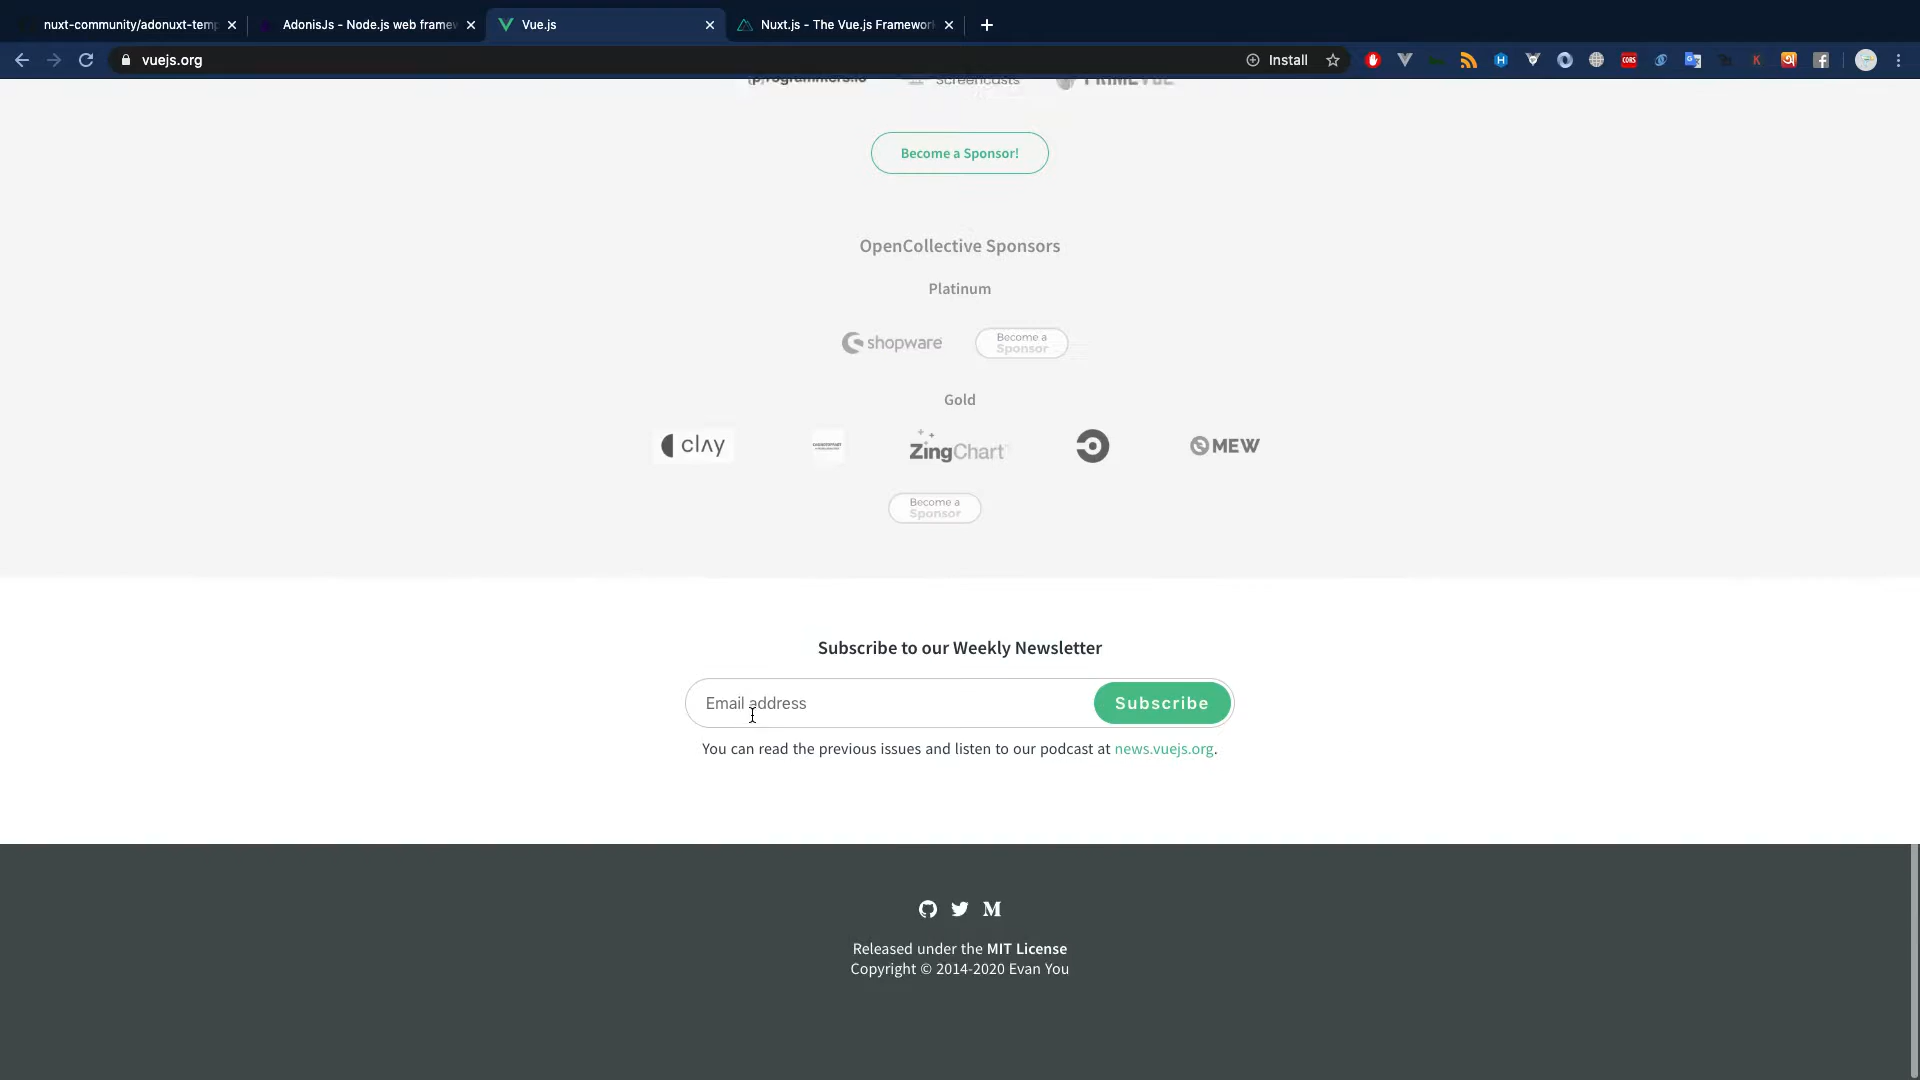 nuxt-community/adonuxt-temp
AdonisJs - Node.js web framew
Vue.js
Nuxt.js - The Vue.js Framework
vuejs.org
Install
CORS
Become a Sponsor!
OpenCollective Sponsors
Platinum
shopware
Become a
Sponsor
Gold
clay
ZingChart
MEW
Become a
Sponsor
Subscribe to our Weekly Newsletter
Email address
Subscribe
You can read the previous issues and listen to our podcast at news.vuejs.org.
Released under the MIT License
Copyright © 2014-2020 Evan You